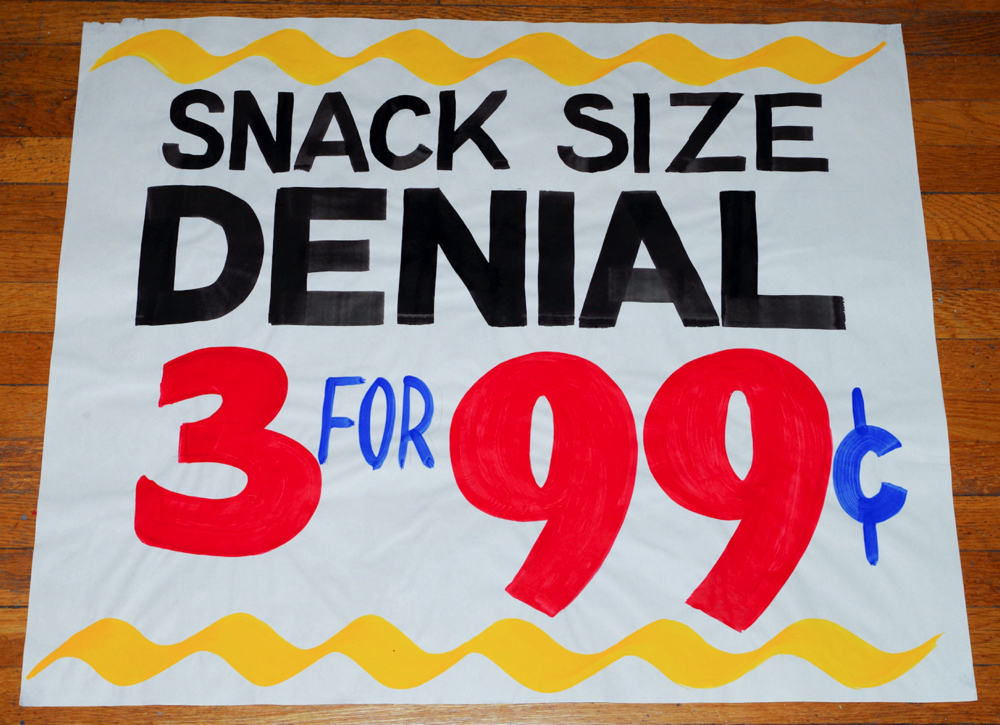 SNACK SIZE
DENIAL
3 FOR 99¢